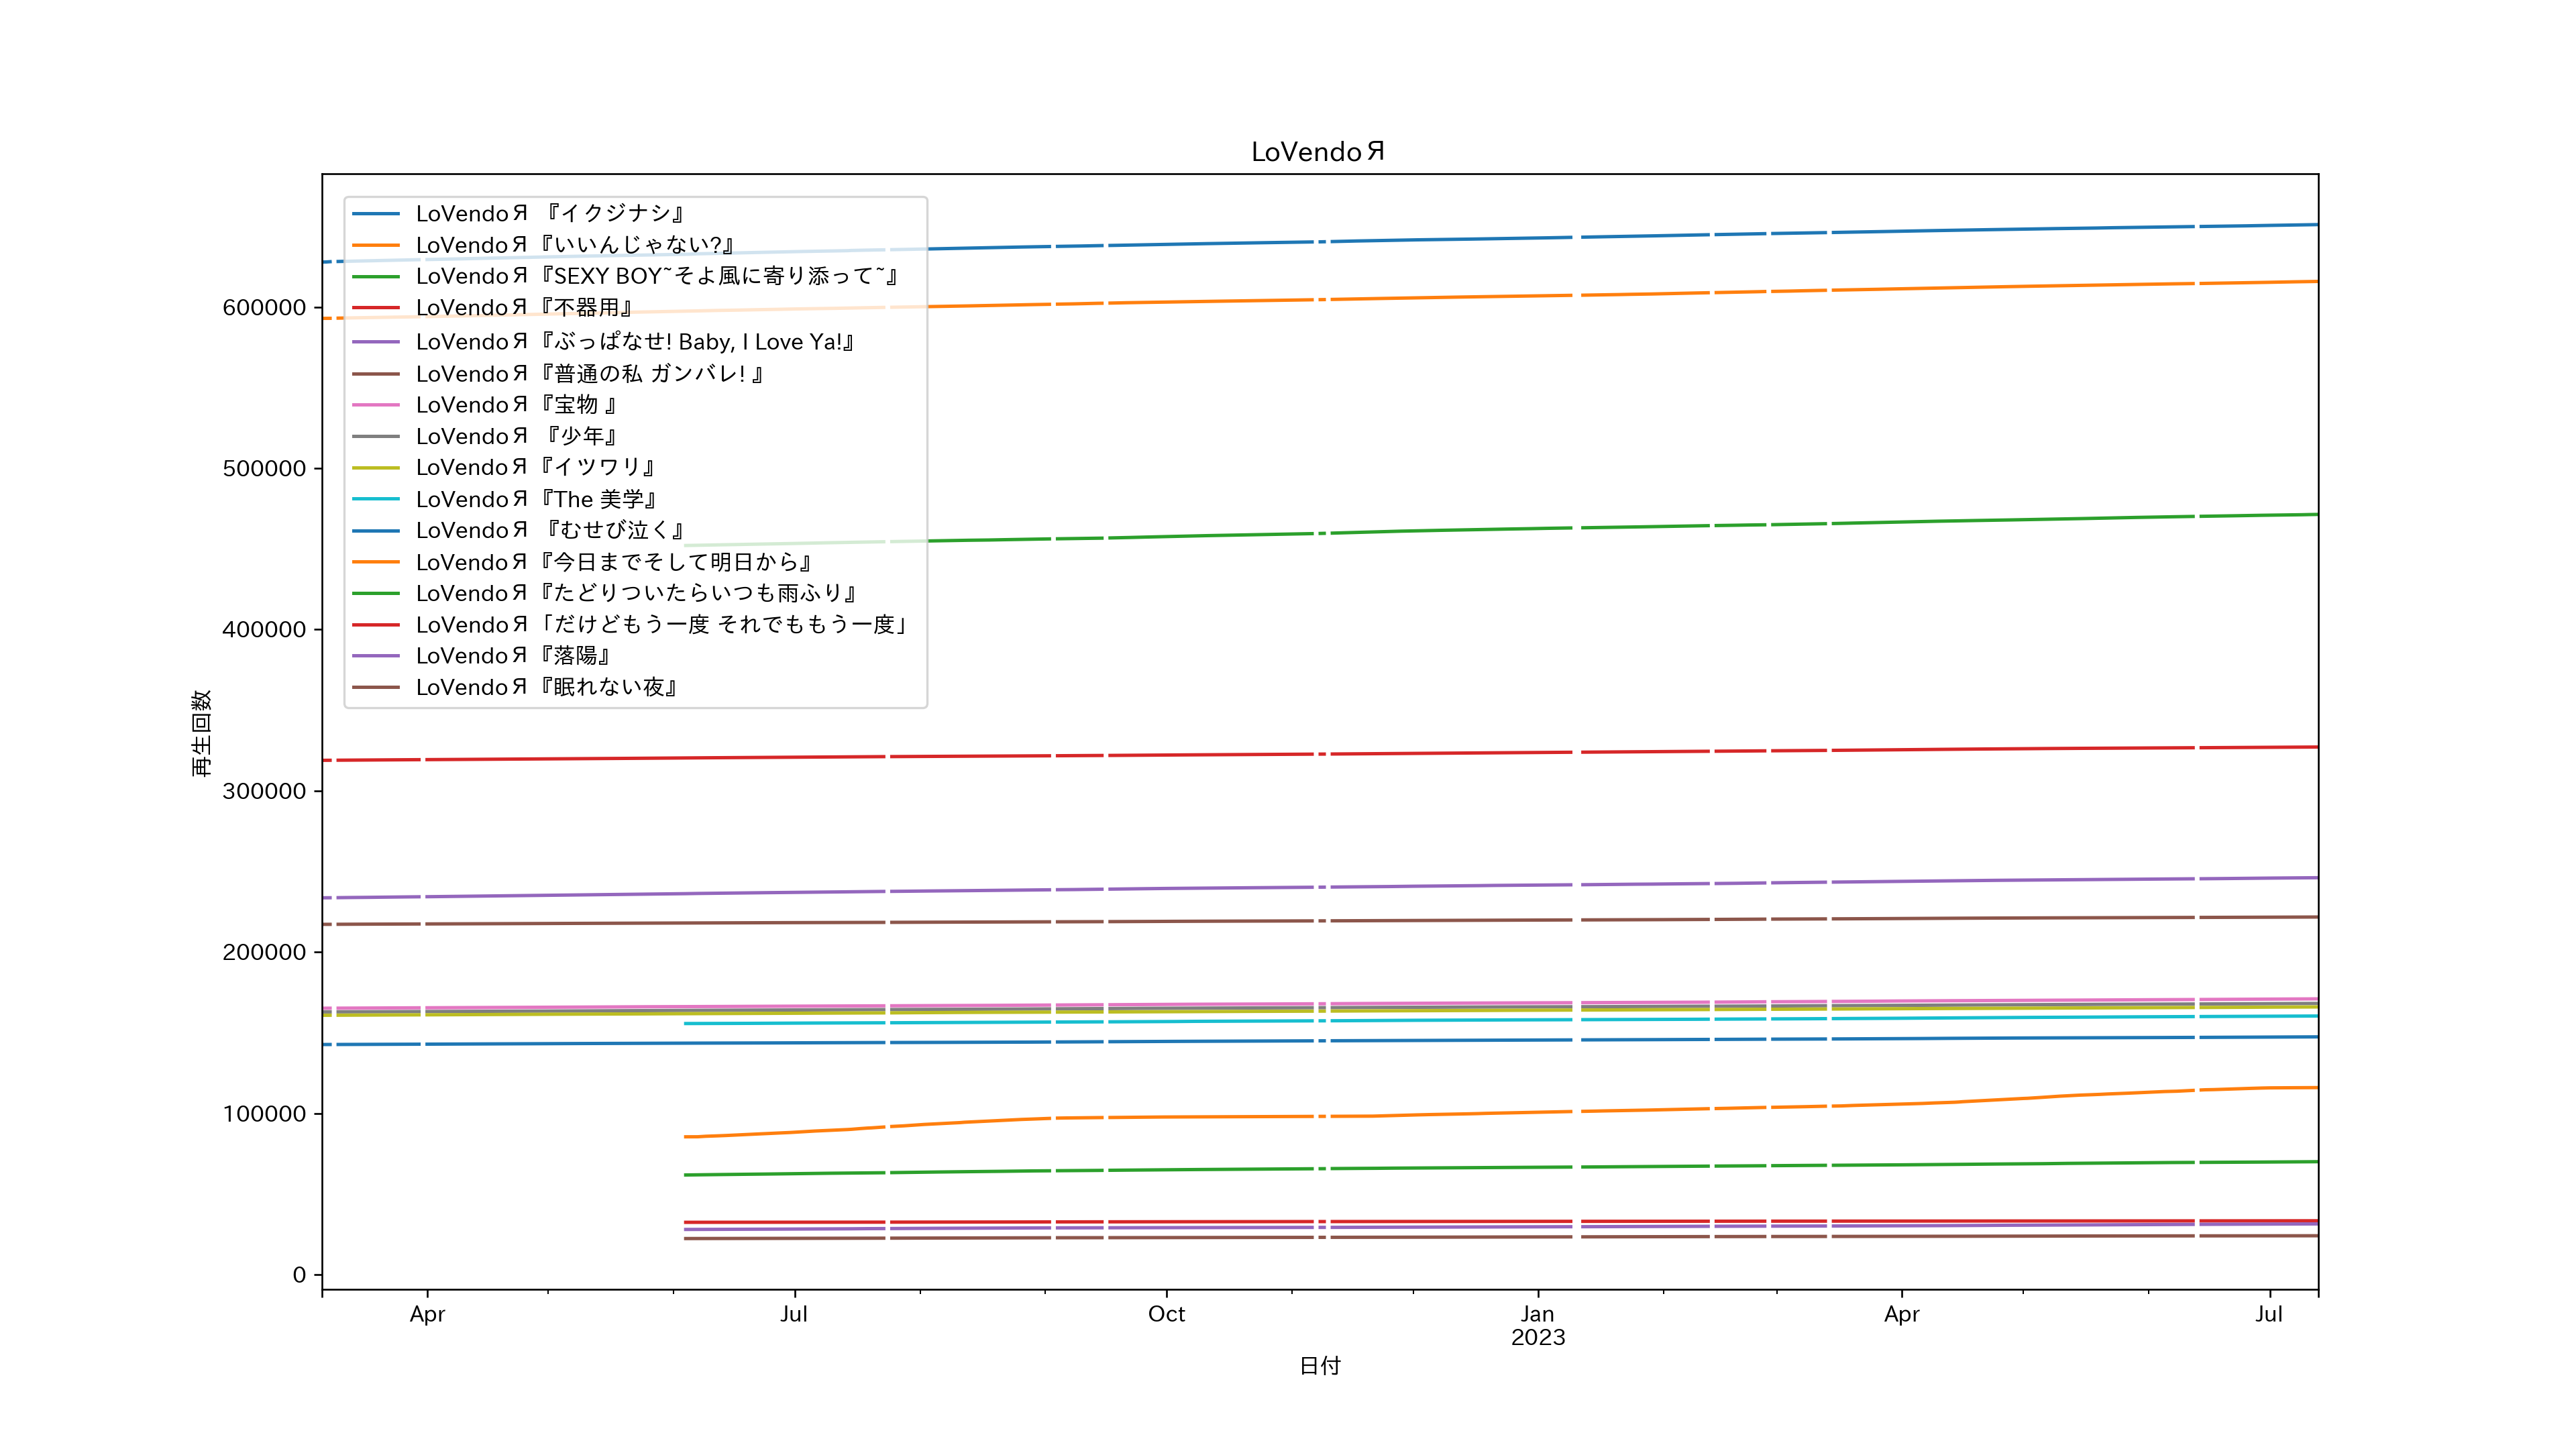 LoVendoЯ
LoVendoЯ 『イクジナシ』
LoVendoЯ『いいんじゃない?』
LoVendoЯ『SEXY BOY~そよ風に寄り添って~』
LoVendoЯ『不器用』
LoVendoЯ『ぶっぱなせ! Baby, I Love Ya!』
LoVendoЯ『普通の私 ガンバレ! 』
LoVendoЯ『宝物 』
LoVendoЯ 『少年』
LoVendoЯ『イツワリ』
LoVendoЯ『The 美学』
LoVendoЯ 『むせび泣く』
LoVendoЯ『今日までそして明日から』
LoVendoЯ『たどりついたらいつも雨ふり』
LoVendoЯ「だけどもう一度 それでももう一度」
LoVendoЯ『落陽』
LoVendoЯ『眠れない夜』
再生回数
600000
500000
400000
300000
200000
100000
0
Apr Jul Oct Jan Apr Jul
2023
日付